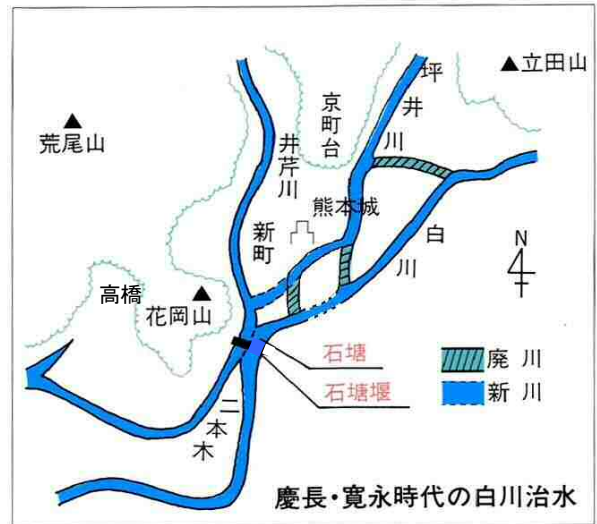 立田山
坪井川
京町台
荒尾山
井芹川
熊本城
新町
白川
N
高橋
花岡山
石塘
石塘堰
廃川
新川
二本木
慶長・寛永時代の白川治水